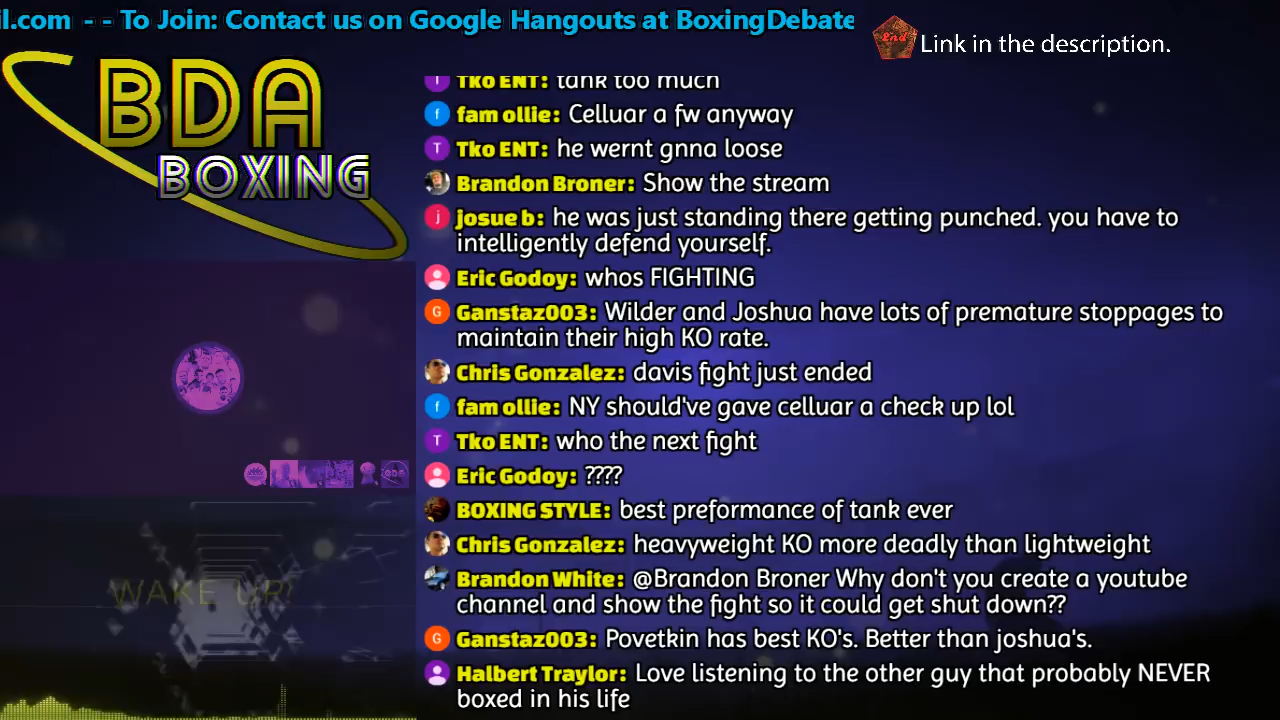 il.com - - To Join: Contact us on Google Hangouts at BoxingDebate
End
Link in the description.
BDA
BOXING
WAKE UP!
T Tko ENT: tank too much
f fam ollie: Celluar a fw anyway
T Tko ENT: he wernt gnna loose
Brandon Broner: Show the stream
j josue b: he was just standing there getting punched. you have to
intelligently defend yourself.
Eric Godoy: whos FIGHTING
G Ganstaz003: Wilder and Joshua have lots of premature stoppages to
maintain their high KO rate.
Chris Gonzalez: davis fight just ended
f fam ollie: NY should've gave celluar a check up lol
T Tko ENT: who the next fight
Eric Godoy: ????
BOXING STYLE: best preformance of tank ever
Chris Gonzalez: heavyweight KO more deadly than lightweight
Brandon White: @Brandon Broner Why don't you create a youtube
channel and show the fight so it could get shut down??
G Ganstaz003: Povetkin has best KO's. Better than joshua's.
Halbert Traylor: Love listening to the other guy that probably NEVER
boxed in his life